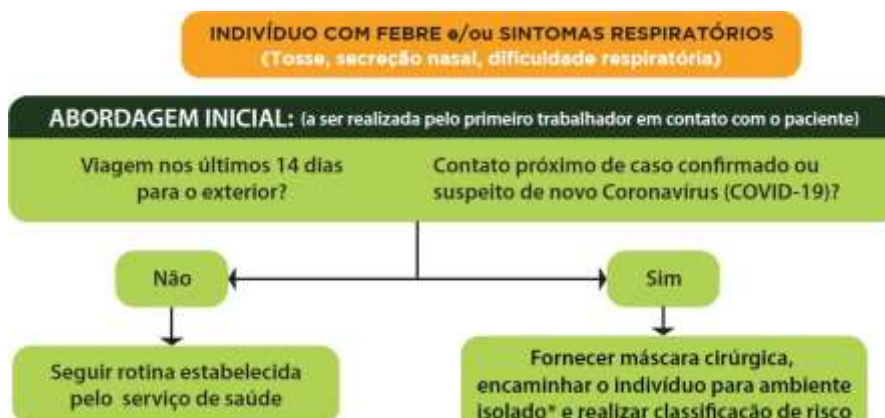 INDIVÍDUO COM FEBRE e/ou SINTOMAS RESPIRATÓRIOS
(Tosse, secreção nasal, dificuldade respiratória)
ABORDAGEM INICIAL: (a ser realizada pelo primeiro trabalhador em contato com o paciente)
Viagem nos últimos 14 dias
para o exterior?
Contato próximo de caso confirmado ou
suspeito de novo Coronavírus (COVID-19)?
Não
Sim
Seguir rotina estabelecida
pelo serviço de saúde
Fornecer máscara cirúrgica,
encaminhar o indivíduo para ambiente
isolado* e realizar classificação de risco